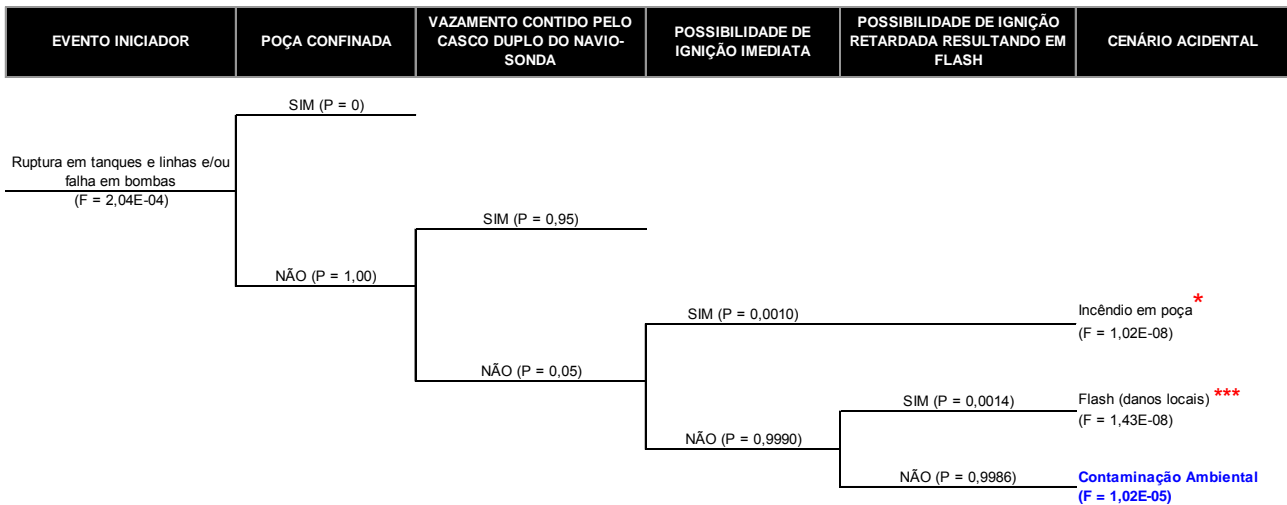 EVENTO INICIADOR
POÇA CONFINADA
VAZAMENTO CONTIDO PELO
CASCO DUPLO DO NAVIO-
SONDA
POSSIBILIDADE DE
IGNIÇÃO IMEDIATA
POSSIBILIDADE DE IGNIÇÃO
RETARDADA RESULTANDO EM
FLASH
CENÁRIO ACIDENTAL
SIM (P = 0)
Ruptura em tanques e linhas e/ou
falha em bombas
(F = 2,04E-04)
SIM (P = 0,95)
NÃO (P = 1,00)
SIM (P = 0,0010)
Incêndio em poça *
(F = 1,02E-08)
NÃO (P = 0,05)
SIM (P = 0,0014)
Flash (danos locais) ***
(F = 1,43E-08)
NÃO (P = 0,9990)
NÃO (P = 0,9986)
Contaminação Ambiental
(F = 1,02E-05)